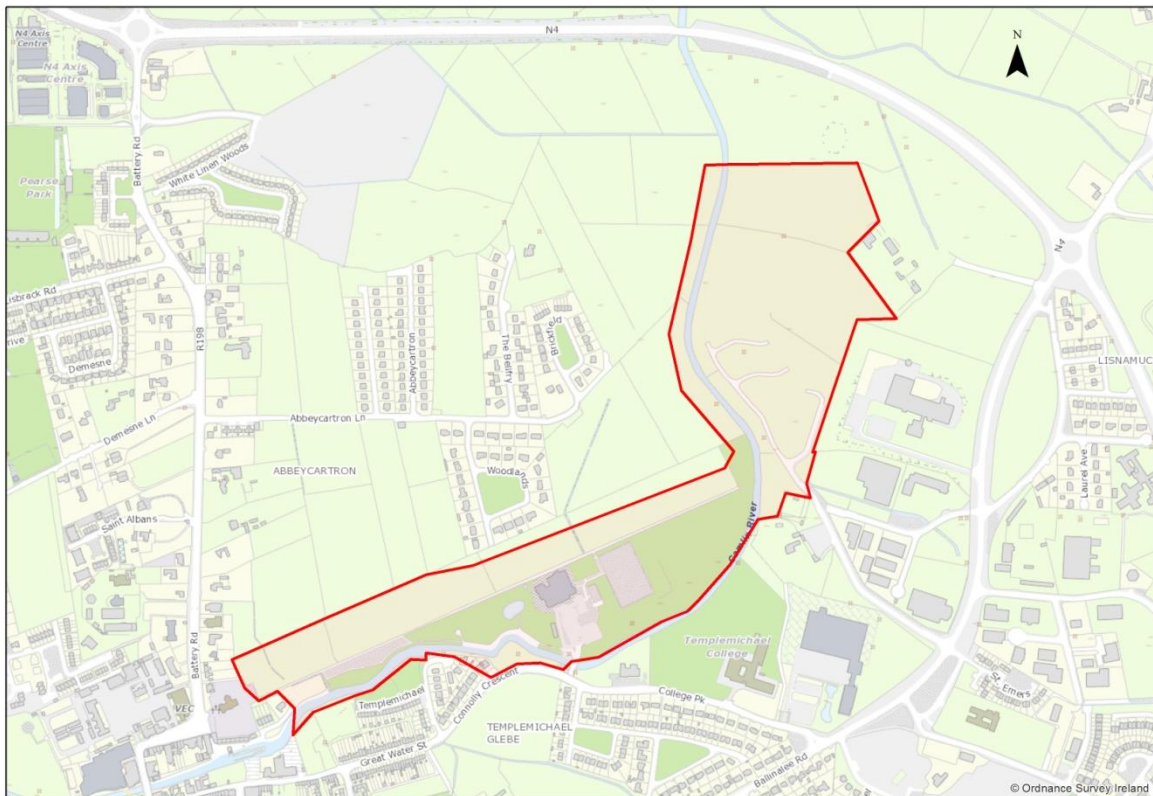 N4 Axis
Centre
N4 Axis
Centre
N4
N
Battery Rd
White Linen Woods
Pearse
Park
N4
Lisbrack Rd
Demesne
R198
Abbeycartron
The Belfry
Brickfield
LISNAMUC
Demesne Ln
Abbeycartron Ln
ABBEYCARTRON
Woodlands
Laurel Ave
Saint Albans
Camlin River
Battery Rd
Templemichael
College
VEC
Templemichael
Connolly Crescent
College Pk
St. Emers
TEMPLEMICHAEL
GLEBE
Great Water St
Ballinalee Rd
© Ordnance Survey Ireland